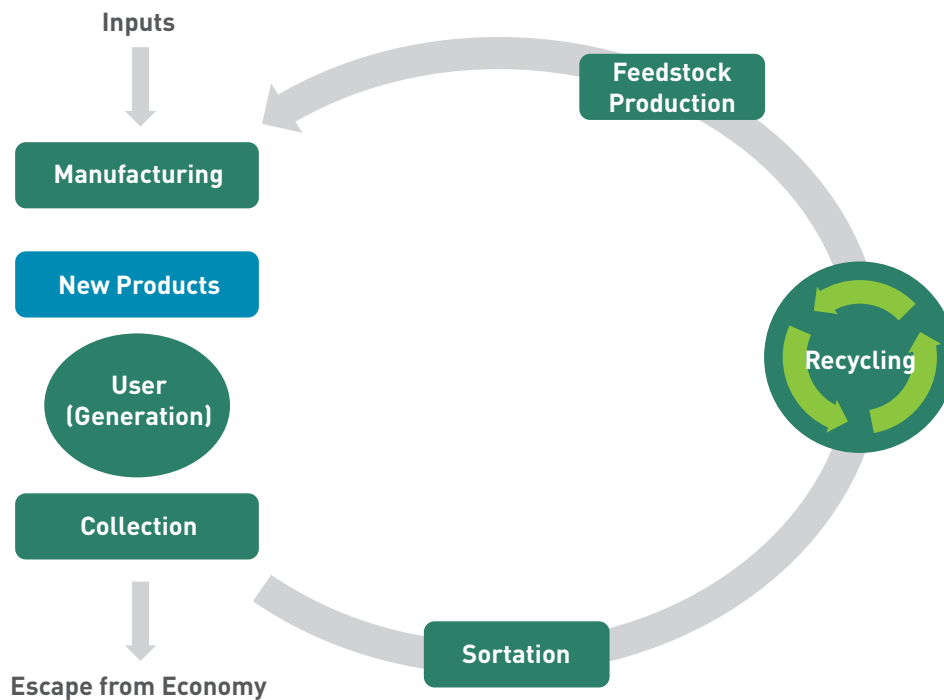 Inputs
Feedstock
Production
Manufacturing
New Products
User
(Generation)
Recycling
Collection
Sortation
Escape from Economy